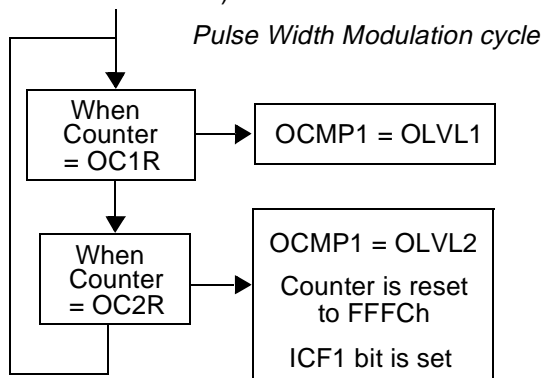 Pulse Width Modulation cycle
When
Counter
= OC1R
OCMP1 = OLVL1
When
Counter
= OC2R
OCMP1 = OLVL2
Counter is reset
to FFFCh
ICF1 bit is set